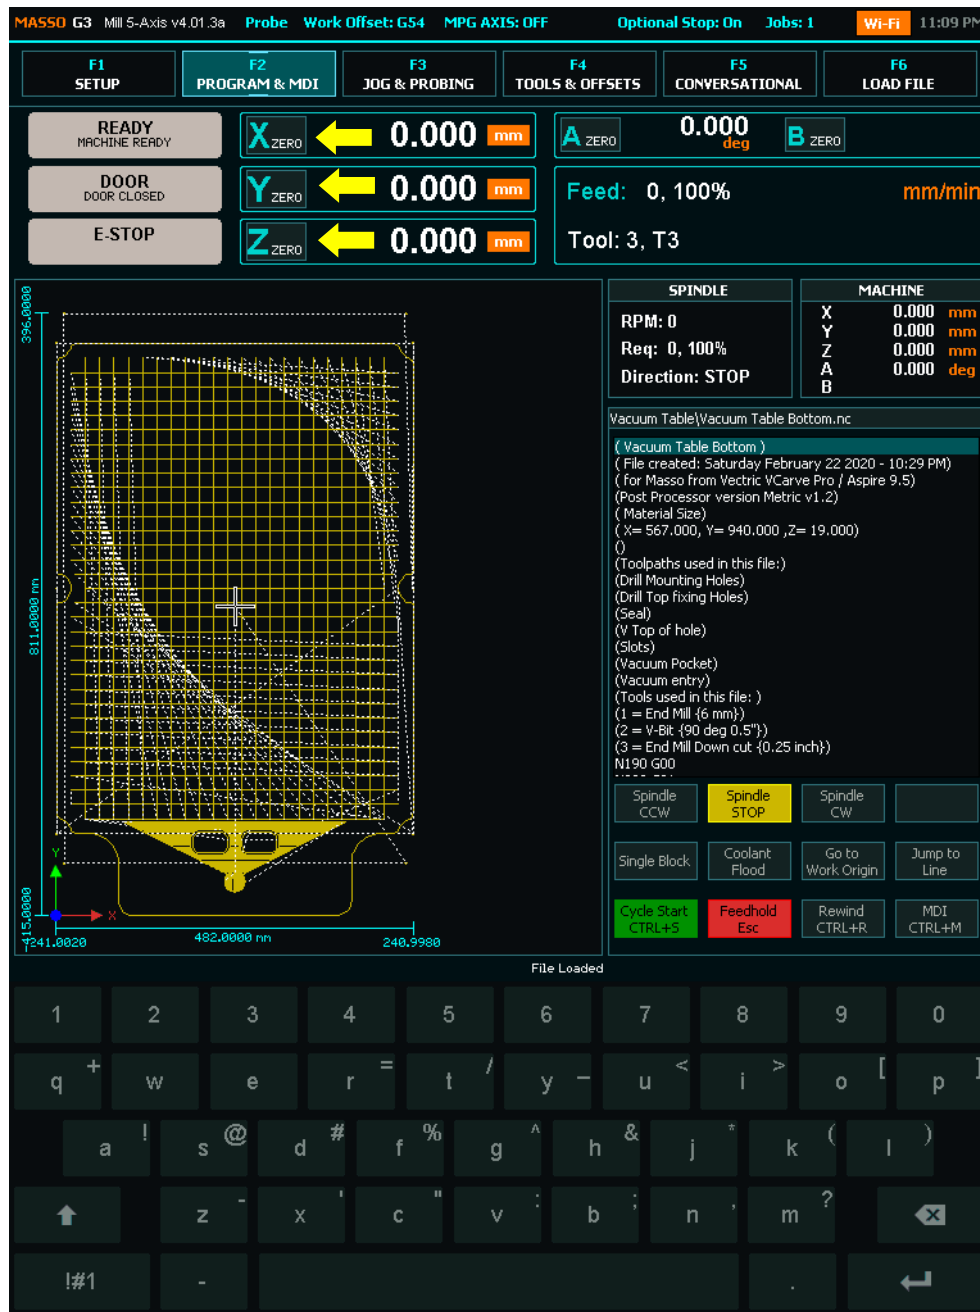 MASSO G3 Mill 5-Axis v4.01.3a Probe Work Offset: G54 MPG AXIS: OFF Optional Stop: On Jobs: 1 Wi-Fi 11:09 PM
F1 F2 F3 F4 F5 F6
SETUP PROGRAM & MDI JOG & PROBING TOOLS & OFFSETS CONVERSATIONAL LOAD FILE
READY
MACHINE READY
X ZERO 0.000 mm
A ZERO 0.000 deg B ZERO
DOOR
DOOR CLOSED
Y ZERO 0.000 mm
Feed: 0, 100% mm/min
E-STOP
Z ZERO 0.000 mm
Tool: 3, T3
396.0000
811.0000 mm
-415.0000
Y
X
-241.0020 482.0000 mm 240.9980
SPINDLE
RPM: 0
Req: 0, 100%
Direction: STOP
MACHINE
X 0.000 mm
Y 0.000 mm
Z 0.000 mm
A 0.000 deg
B
Vacuum Table\Vacuum Table Bottom.nc
( Vacuum Table Bottom )
( File created: Saturday February 22 2020 - 10:29 PM)
( for Masso from Vectric VCarve Pro / Aspire 9.5)
(Post Processor version Metric v1.2)
( Material Size)
( X= 567.000, Y= 940.000 ,Z= 19.000)
()
(Toolpaths used in this file:)
(Drill Mounting Holes)
(Drill Top fixing Holes)
(Seal)
(V Top of hole)
(Slots)
(Vacuum Pocket)
(Vacuum entry)
(Tools used in this file: )
(1 = End Mill {6 mm})
(2 = V-Bit {90 deg 0.5"})
(3 = End Mill Down cut {0.25 inch})
N190 G00
Spindle CCW Spindle STOP Spindle CW
Single Block Coolant Flood Go to Work Origin Jump to Line
Cycle Start CTRL+S Feedhold Esc Rewind CTRL+R MDI CTRL+M
File Loaded
1 2 3 4 5 6 7 8 9 0
q + w e r = t / y _ u < i > o [ p ]
a ! s @ d # f % g ^ h & j * k ( l )
z - x ' c " v : b ; n , m ?
!#1 - .